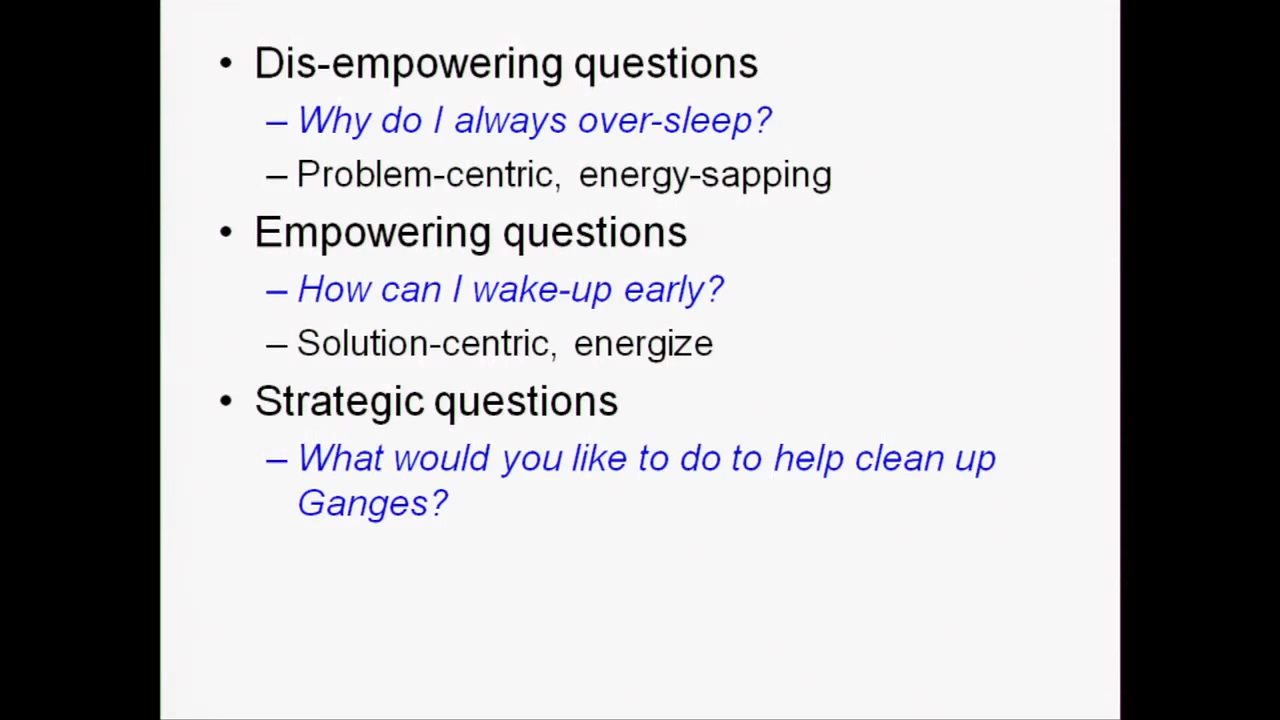 • Dis-empowering questions
– Why do I always over-sleep?
– Problem-centric, energy-sapping
• Empowering questions
– How can I wake-up early?
– Solution-centric, energize
• Strategic questions
– What would you like to do to help clean up
Ganges?